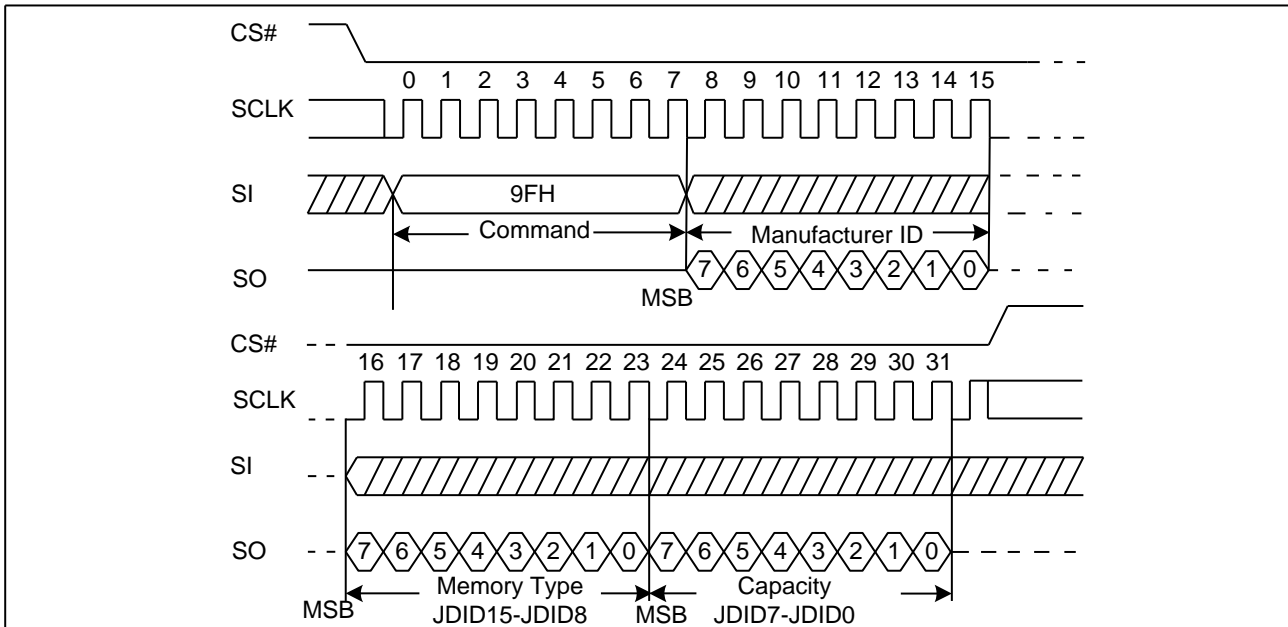 CS#
0 1 2 3 4 5 6 7 8 9 10 11 12 13 14 15
SCLK
SI 9FH
Command Manufacturer ID
SO 7 6 5 4 3 2 1 0
MSB
CS#
16 17 18 19 20 21 22 23 24 25 26 27 28 29 30 31
SCLK
SI
SO 7 6 5 4 3 2 1 0 7 6 5 4 3 2 1 0
Memory Type Capacity
MSB JDID15-JDID8 MSB JDID7-JDID0